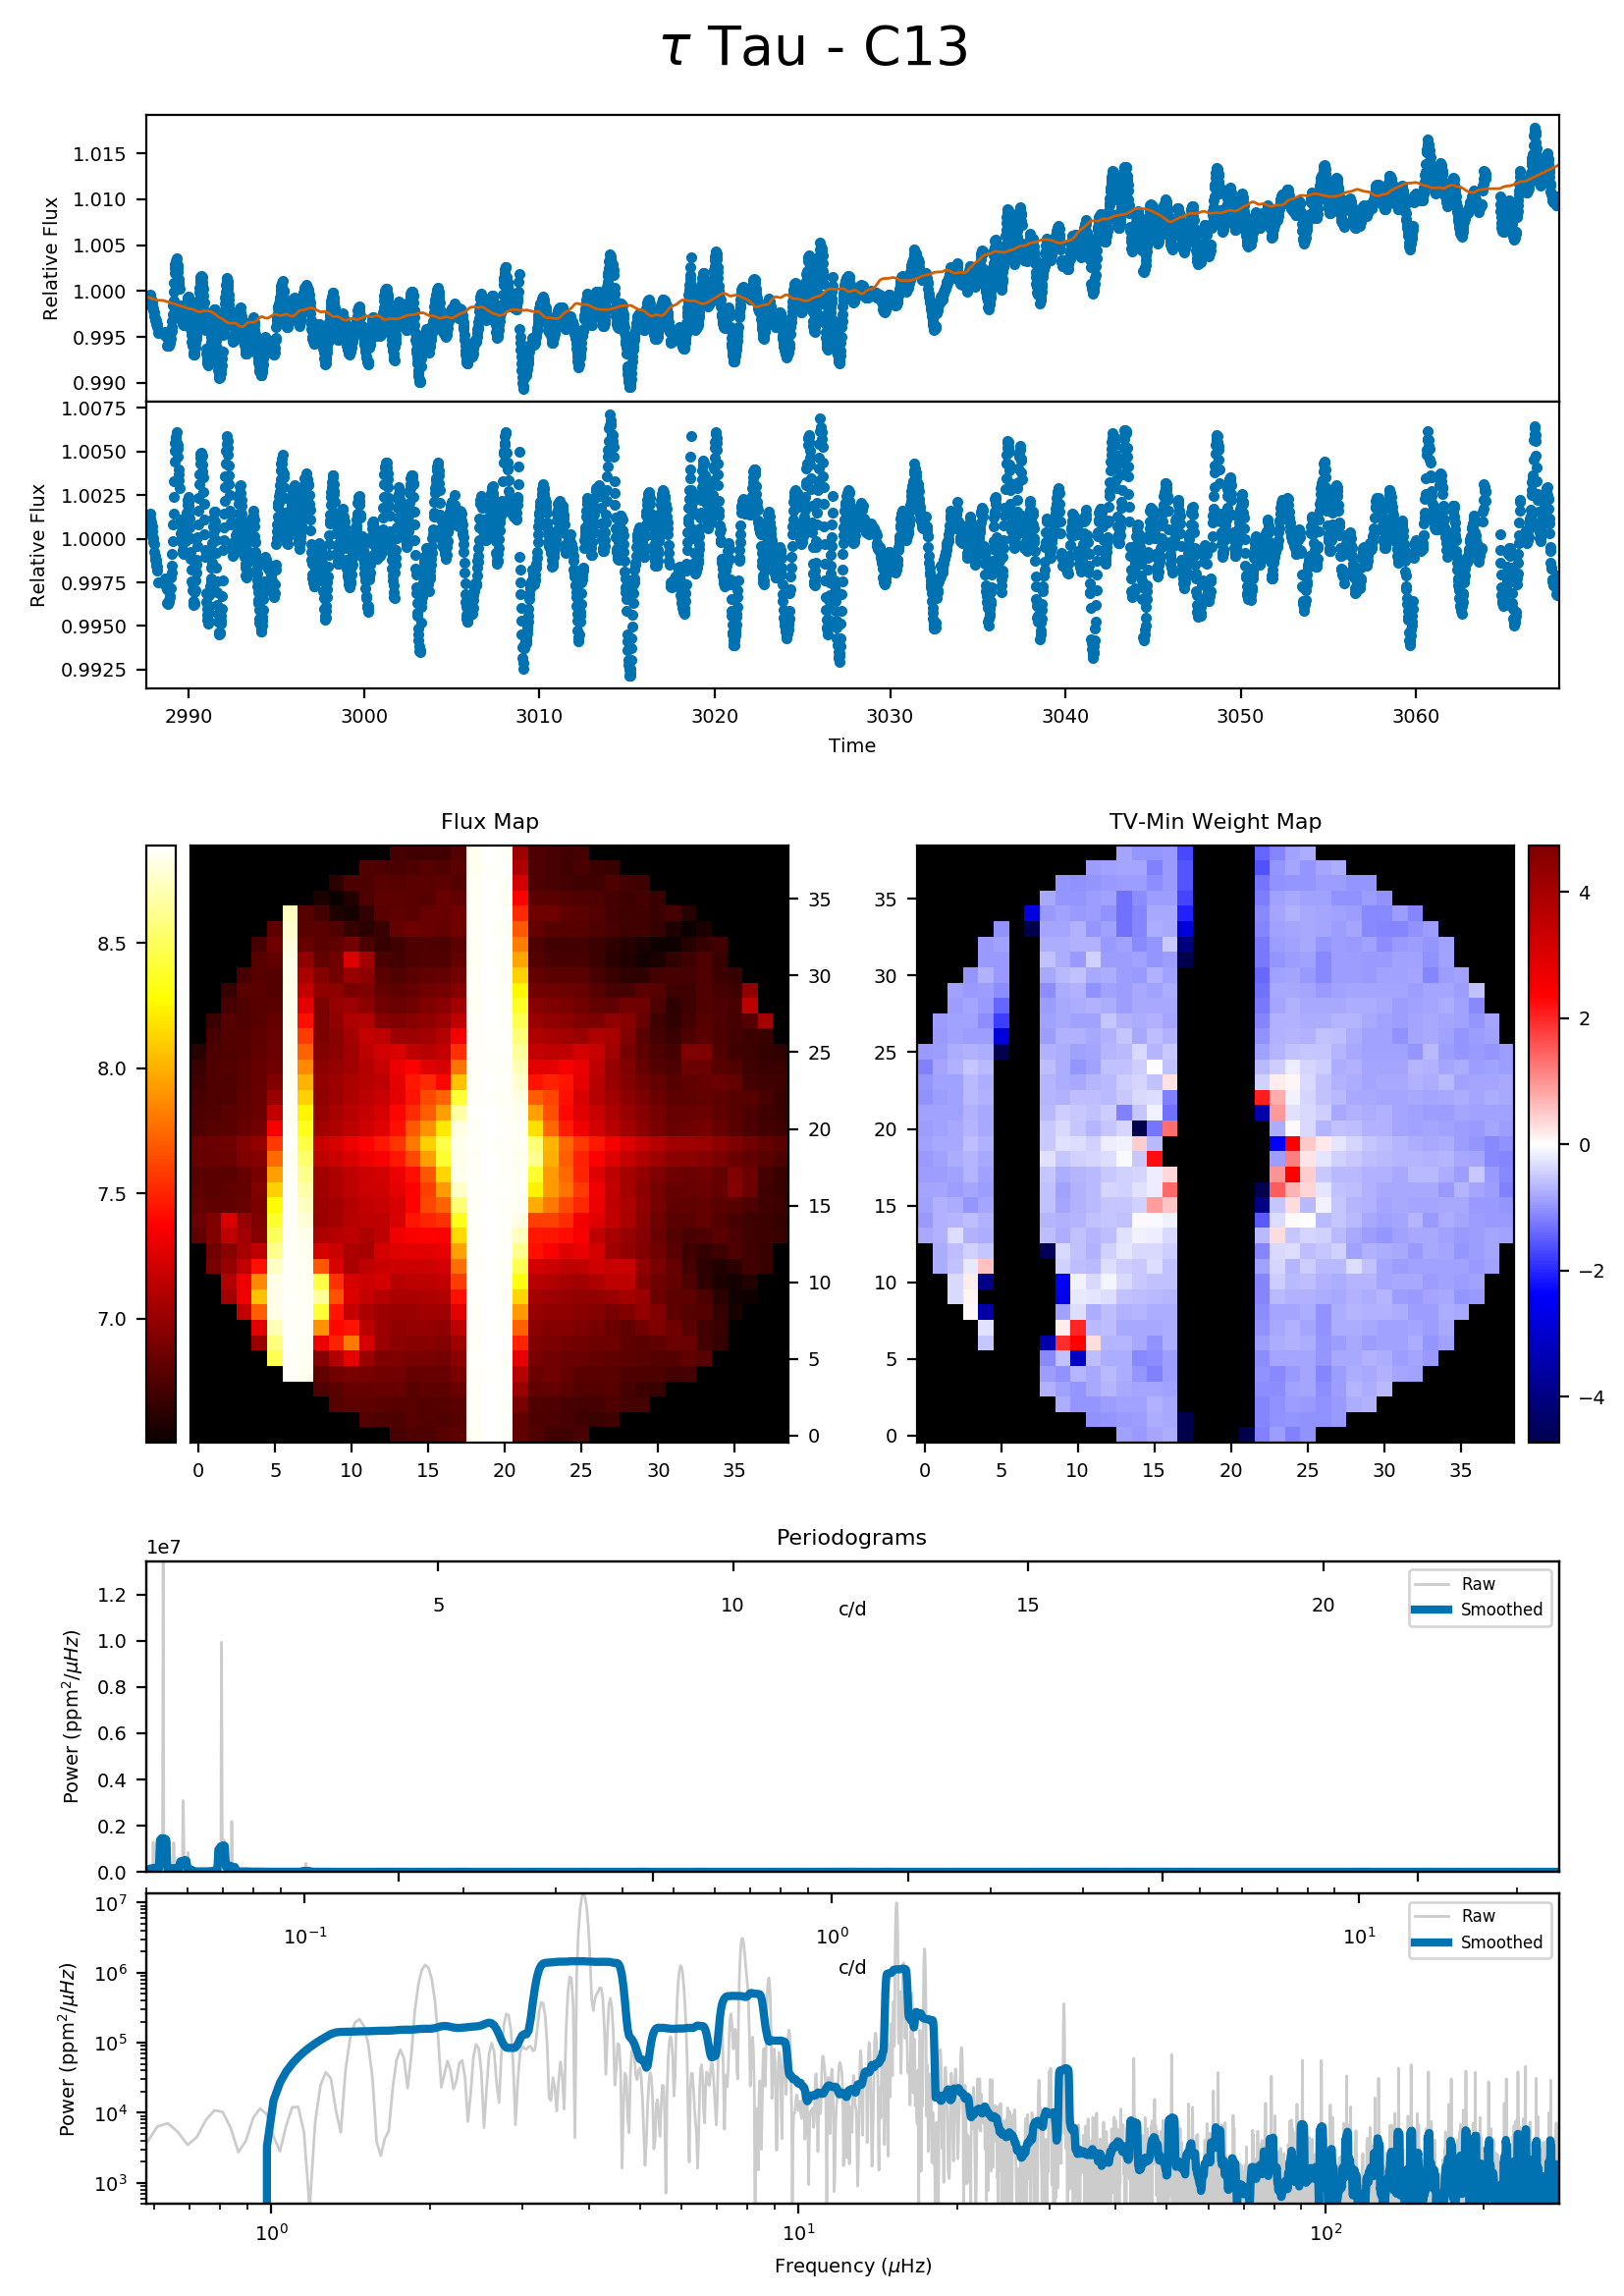 τ Tau - C13
1.015
1.010
1.005
1.000
0.995
0.990
Relative Flux
1.0075
1.0050
1.0025
1.0000
0.9975
0.9950
0.9925
Relative Flux
2990 3000 3010 3020 3030 3040 3050 3060
Time
Flux Map
8.5
8.0
7.5
7.0
35
30
25
20
15
10
5
0
0 5 10 15 20 25 30 35
TV-Min Weight Map
35
30
25
20
15
10
5
0
0 5 10 15 20 25 30 35
4
2
0
−2
−4
Periodograms
1e7
1.2
1.0
0.8
0.6
0.4
0.2
0.0
Power (ppm²/μHz)
5 10 15 20
c/d
Raw
Smoothed
10⁷
10⁶
10⁵
10⁴
10³
Power (ppm²/μHz)
10⁻¹ 10⁰ 10¹
c/d
Raw
Smoothed
10⁰ 10¹ 10²
Frequency (μHz)